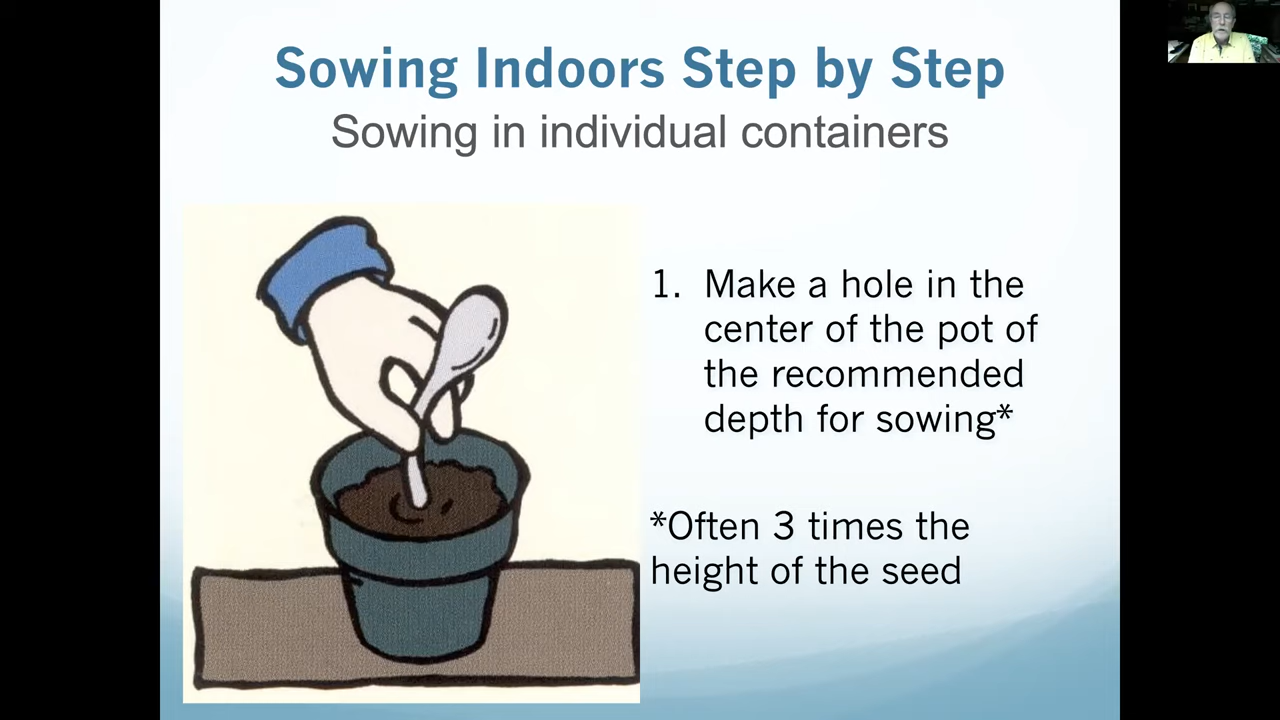 Sowing Indoors Step by Step
Sowing in individual containers
1. Make a hole in the
center of the pot of
the recommended
depth for sowing*
*Often 3 times the
height of the seed